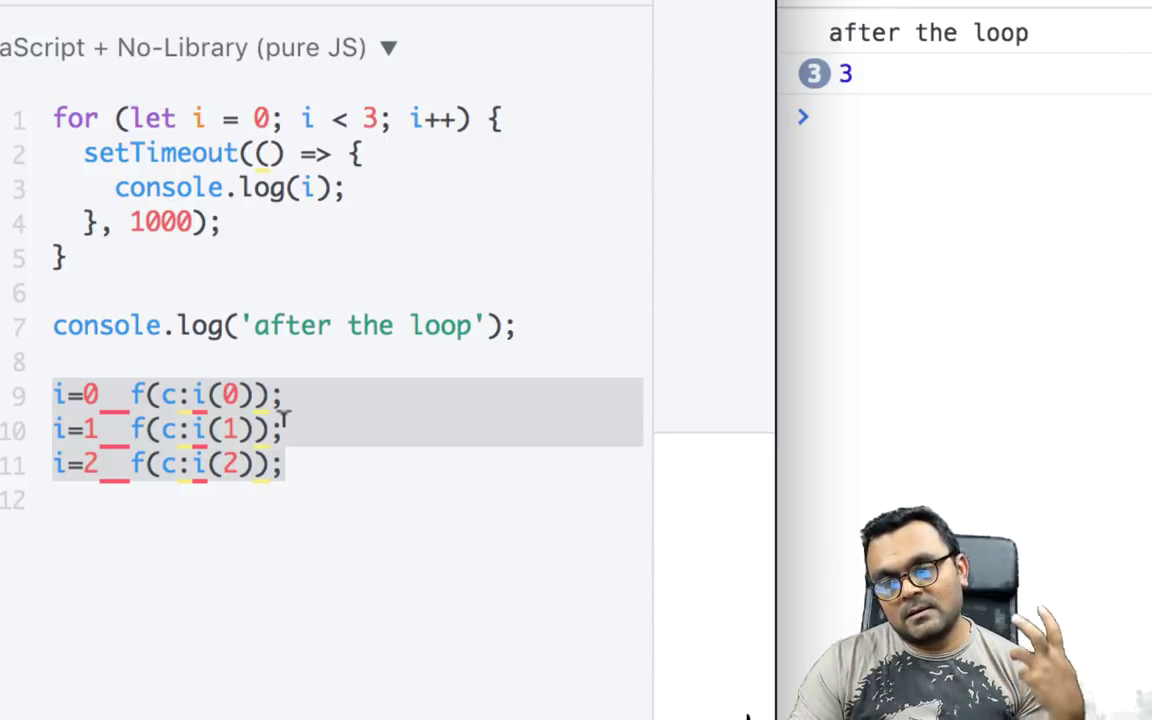 aScript + No-Library (pure JS) ▼
1 for (let i = 0; i < 3; i++) {
2 setTimeout(() => {
3 console.log(i);
4 }, 1000);
5 }
6
7 console.log('after the loop');
8
9 i=0 f(c:i(0));
10 i=1 f(c:i(1));
11 i=2 f(c:i(2));
12
after the loop
3 3
>